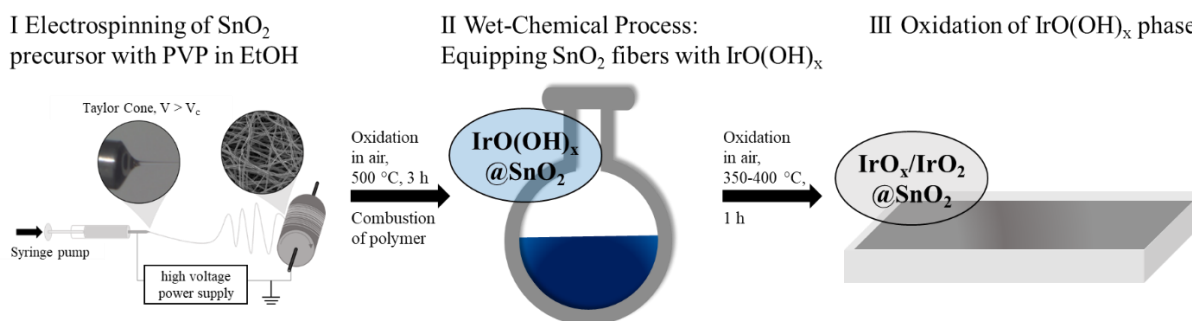 I Electrospinning of SnO₂
precursor with PVP in EtOH
Taylor Cone, V > Vc
Syringe pump
high voltage
power supply
Oxidation
in air,
500 °C, 3 h
Combustion
of polymer
II Wet-Chemical Process:
Equipping SnO₂ fibers with IrO(OH)ₓ
IrO(OH)ₓ
@SnO₂
Oxidation
in air,
350-400 °C,
1 h
III Oxidation of IrO(OH)ₓ phase
IrOₓ/IrO₂
@SnO₂